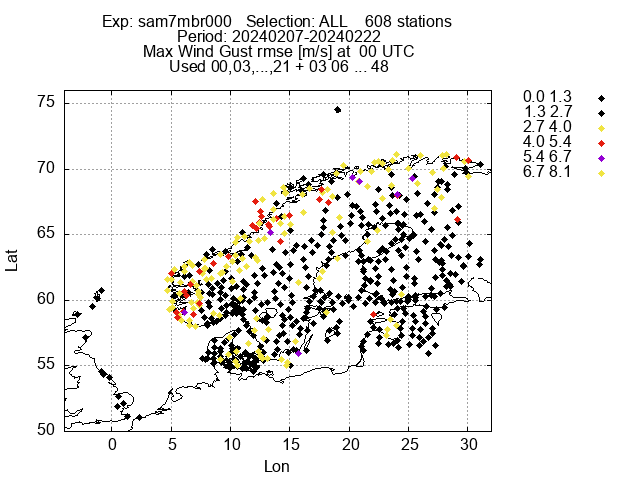 Exp: sam7mbr000 Selection: ALL 608 stations
Period: 20240207-20240222
Max Wind Gust rmse [m/s] at 00 UTC
Used 00,03,...,21 + 03 06 ... 48
0.0 1.3
1.3 2.7
2.7 4.0
4.0 5.4
5.4 6.7
6.7 8.1
75
70
65
60
55
50
Lat
0 5 10 15 20 25 30
Lon